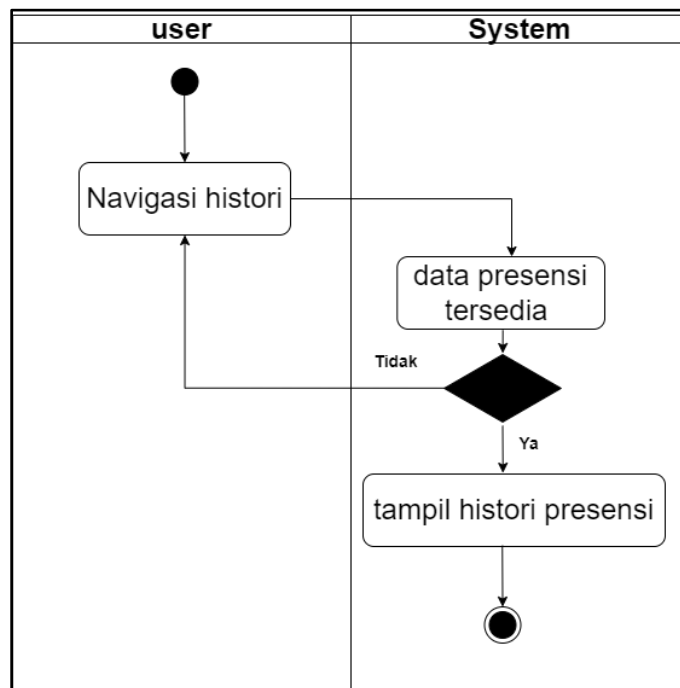 user
System
Navigasi histori
data presensi
tersedia
Tidak
Ya
tampil histori presensi